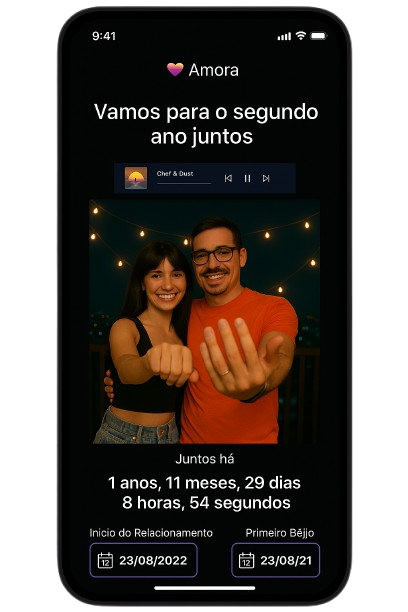 9:41
Amora
Vamos para o segundo
ano juntos
Chef & Dust
Juntos há
1 anos, 11 meses, 29 dias
8 horas, 54 segundos
Inicio do Relacionamento
Primeiro Bêjjo
12 23/08/2022
12 23/08/21